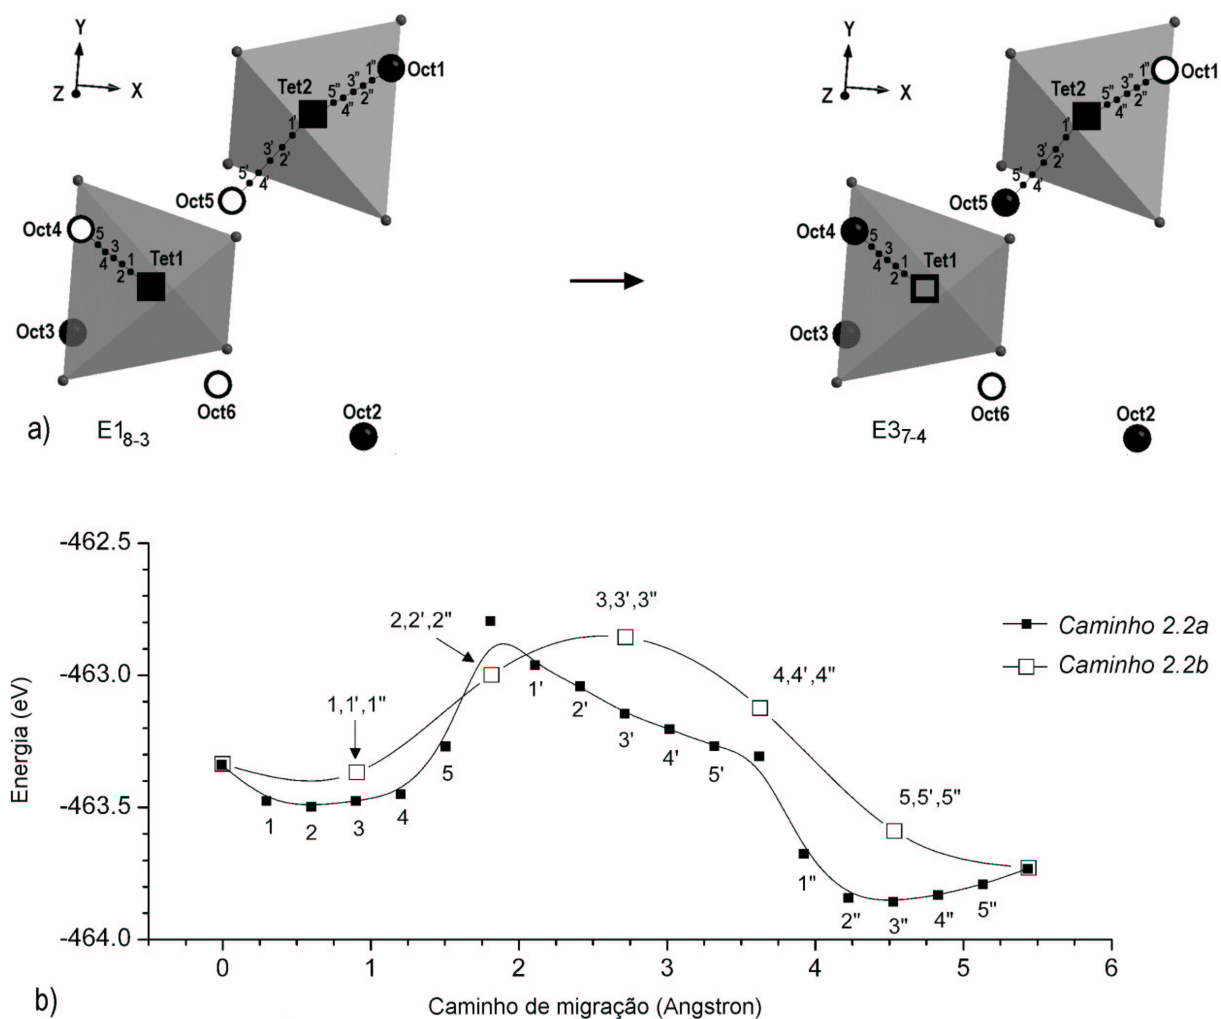 Y
Z
X
Oct1
1"
3"
2"
5"
4"
Tet2
1'
3'
2'
5'
4'
Oct5
Oct4
5
3
4
1
2
Tet1
Oct3
Oct6
Oct2
a) E1₈₋₃
Y
Z
X
Oct1
1"
3"
2"
5"
4"
Tet2
1'
3'
2'
5'
4'
Oct5
Oct4
5
3
4
1
2
Tet1
Oct3
Oct6
Oct2
E3₇₋₄
-462.5
-463.0
-463.5
-464.0
Energia (eV)
3,3',3"
2,2',2"
4,4',4"
1,1',1"
5,5',5"
1
2
3
4
5
1'
2'
3'
4'
5'
1"
2"
3"
4"
5"
Caminho 2.2a
Caminho 2.2b
0 1 2 3 4 5 6
b) Caminho de migração (Angstron)